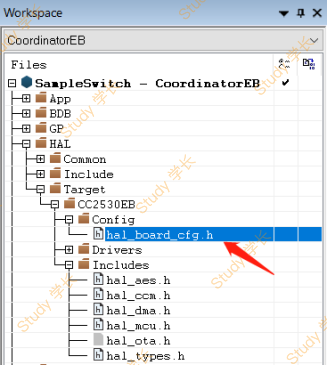 Workspace
CoordinatorEB
Files
SampleSwitch - CoordinatorEB
App
BDB
GP
HAL
Common
Include
Target
CC2530EB
Config
hal_board_cfg.h
Drivers
Includes
hal_aes.h
hal_ccm.h
hal_dma.h
hal_mcu.h
hal_ota.h
hal_types.h
Study 学长
Study 学长
Study 学长
Study 学长
Study 学长
Study 学长